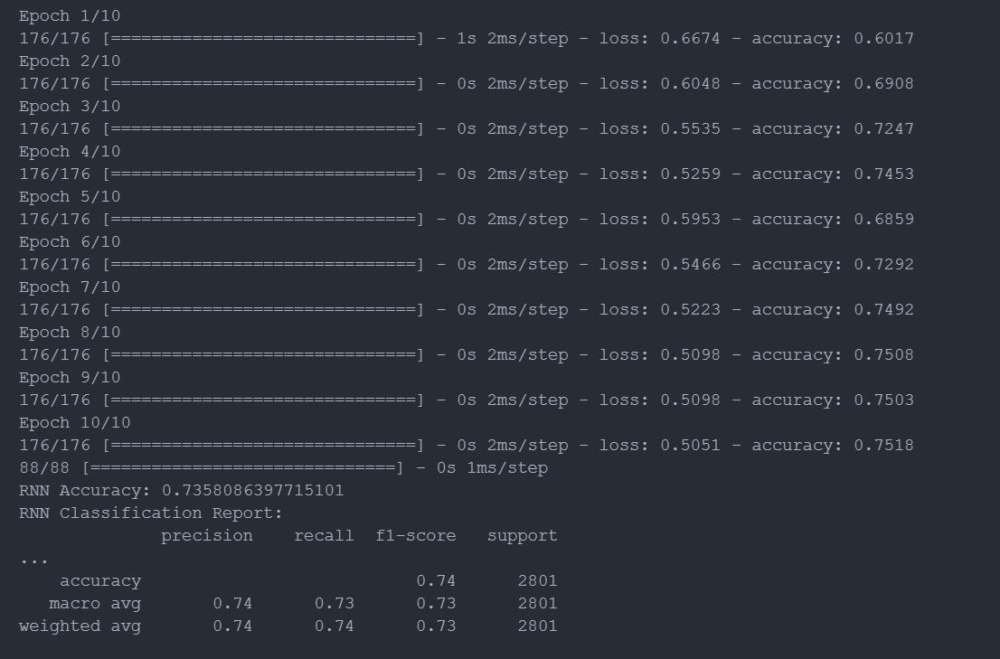 Epoch 1/10
176/176 [==============================] - 1s 2ms/step - loss: 0.6674 - accuracy: 0.6017
Epoch 2/10
176/176 [==============================] - 0s 2ms/step - loss: 0.6048 - accuracy: 0.6908
Epoch 3/10
176/176 [==============================] - 0s 2ms/step - loss: 0.5535 - accuracy: 0.7247
Epoch 4/10
176/176 [==============================] - 0s 2ms/step - loss: 0.5259 - accuracy: 0.7453
Epoch 5/10
176/176 [==============================] - 0s 2ms/step - loss: 0.5953 - accuracy: 0.6859
Epoch 6/10
176/176 [==============================] - 0s 2ms/step - loss: 0.5466 - accuracy: 0.7292
Epoch 7/10
176/176 [==============================] - 0s 2ms/step - loss: 0.5223 - accuracy: 0.7492
Epoch 8/10
176/176 [==============================] - 0s 2ms/step - loss: 0.5098 - accuracy: 0.7508
Epoch 9/10
176/176 [==============================] - 0s 2ms/step - loss: 0.5098 - accuracy: 0.7503
Epoch 10/10
176/176 [==============================] - 0s 2ms/step - loss: 0.5051 - accuracy: 0.7518
88/88 [==============================] - 0s 1ms/step
RNN Accuracy: 0.7358086397715101
RNN Classification Report:
              precision    recall  f1-score   support
...
    accuracy                           0.74      2801
   macro avg       0.74      0.73      0.73      2801
weighted avg       0.74      0.74      0.73      2801